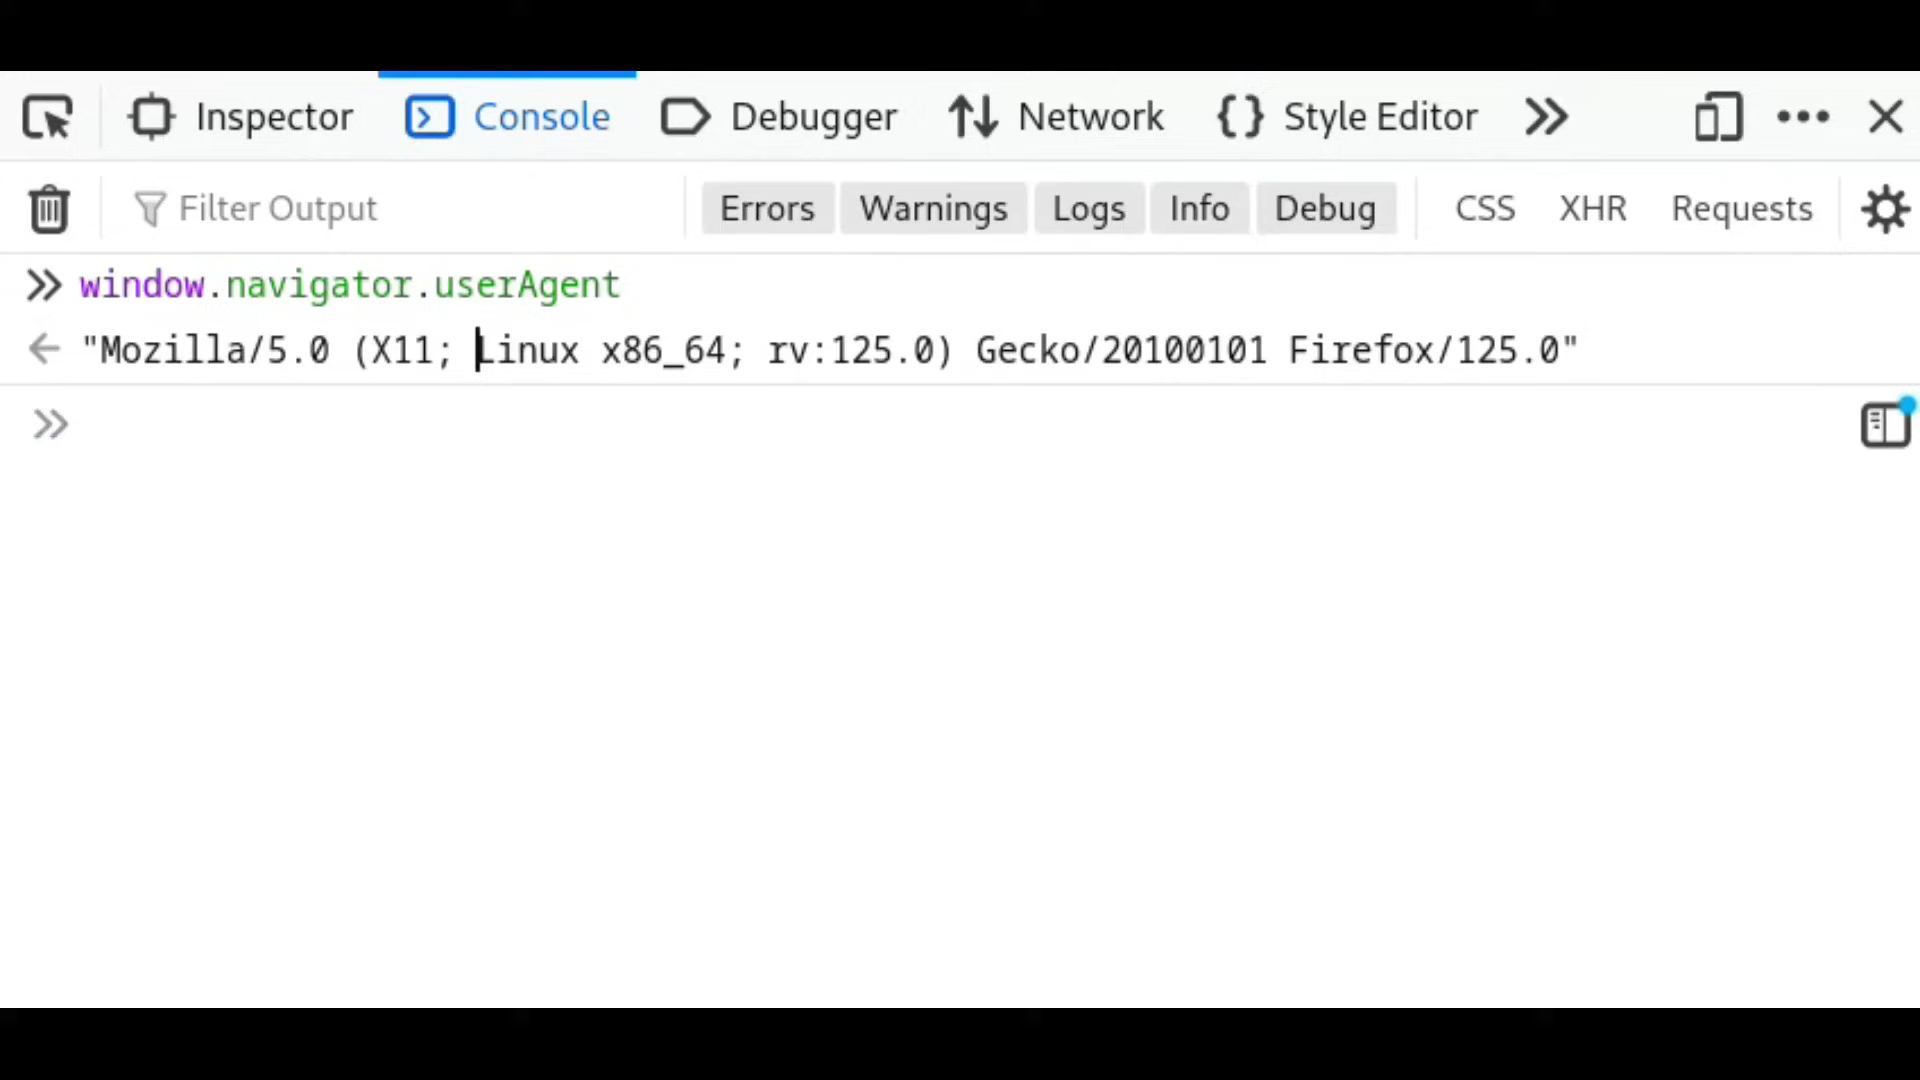 Inspector Console Debugger Network Style Editor
Filter Output Errors Warnings Logs Info Debug CSS XHR Requests
window.navigator.userAgent
"Mozilla/5.0 (X11; Linux x86_64; rv:125.0) Gecko/20100101 Firefox/125.0"